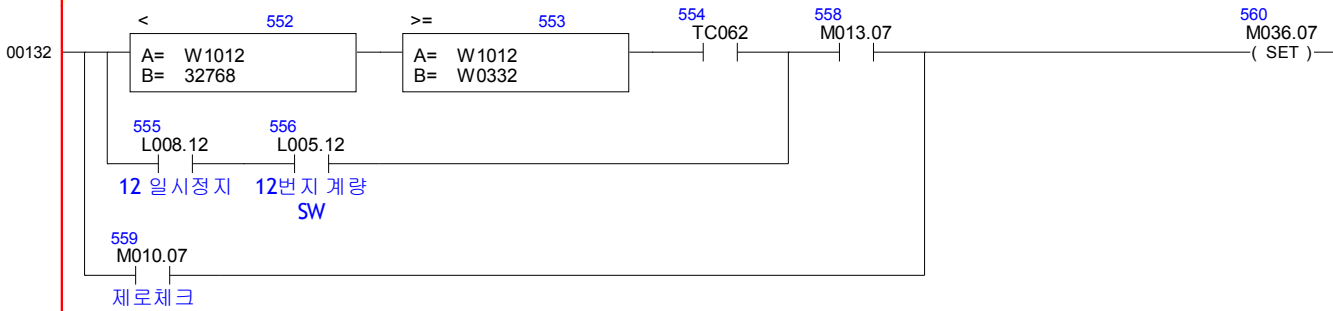 < 552 >= 553 554 558 560
TC062 M013.07 M036.07
00132 A= W1012 A= W1012 ( SET )
B= 32768 B= W0332
555 556
L008.12 L005.12
12 일시정지 12번지 계량
SW
559
M010.07
제로체크